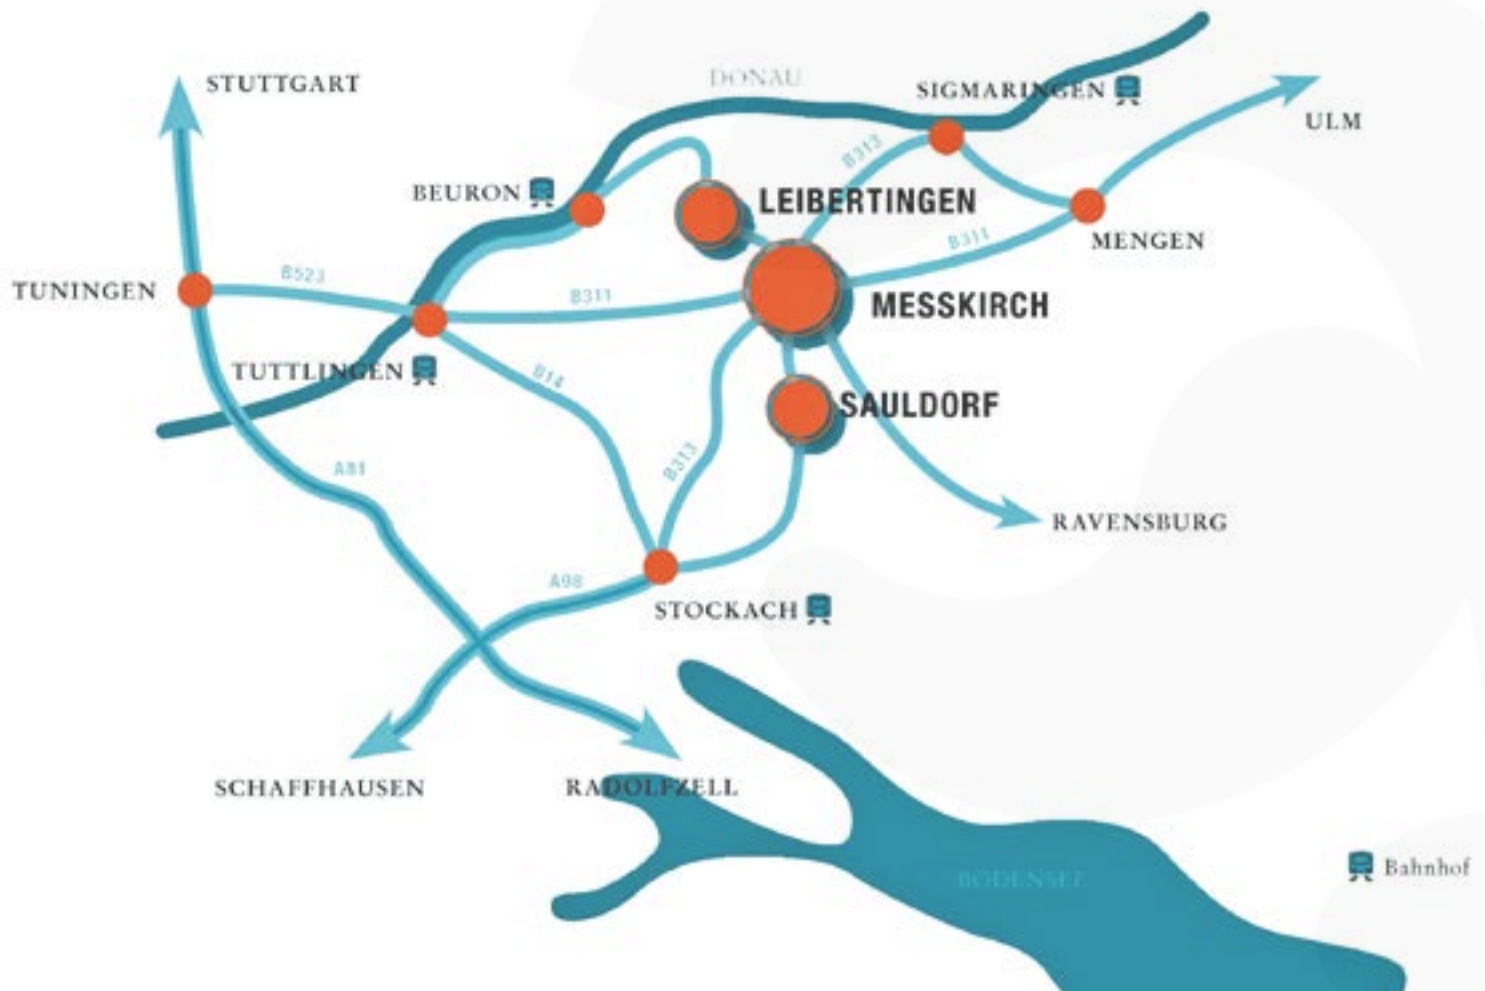 STUTTGART
DONAU
SIGMARINGEN
ULM
B313
BEURON
LEIBERTINGEN
MENGEN
B311
TUNINGEN
B523
B311
MESSKIRCH
TUTTLINGEN
B14
SAULDORF
B313
A81
RAVENSBURG
A98
STOCKACH
SCHAFFHAUSEN
RADOLFZELL
BODENSEE
Bahnhof